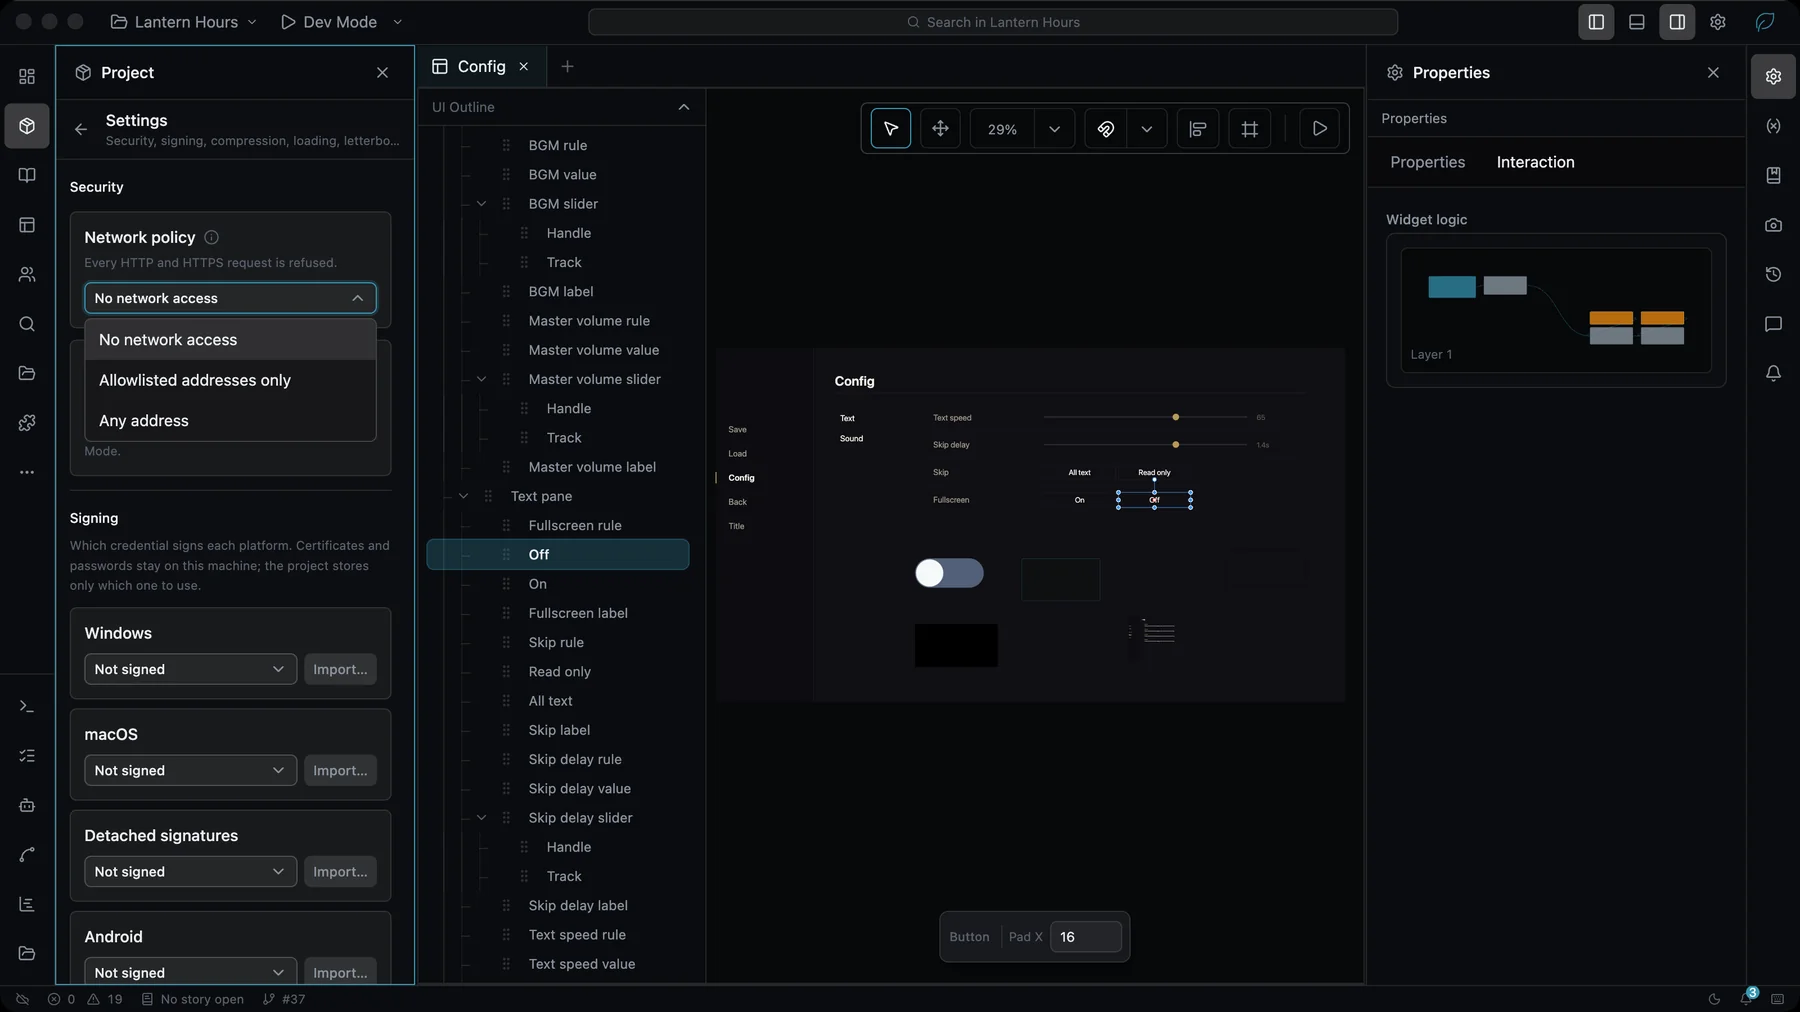 Lantern Hours
Dev Mode
Search in Lantern Hours
Project
Settings
Security, signing, compression, loading, letterbo...
Security
Network policy
Every HTTP and HTTPS request is refused.
No network access
No network access
Allowlisted addresses only
Any address
Mode.
Signing
Which credential signs each platform. Certificates and
passwords stay on this machine; the project stores
only which one to use.
Windows
Not signed
Import...
macOS
Not signed
Import...
Detached signatures
Not signed
Import...
Android
Not signed
Import...
Config
UI Outline
BGM rule
BGM value
BGM slider
Handle
Track
BGM label
Master volume rule
Master volume value
Master volume slider
Handle
Track
Master volume label
Text pane
Fullscreen rule
Off
On
Fullscreen label
Skip rule
Read only
All text
Skip label
Skip delay rule
Skip delay value
Skip delay slider
Handle
Track
Skip delay label
Text speed rule
Text speed value
29%
Config
Save
Load
Config
Back
Title
Text
Sound
Text speed
65
Skip delay
1.4s
Skip
All text
Read only
Fullscreen
On
Off
Button
Pad X
16
Properties
Properties
Properties
Interaction
Widget logic
Layer 1
0
19
No story open
#37
3